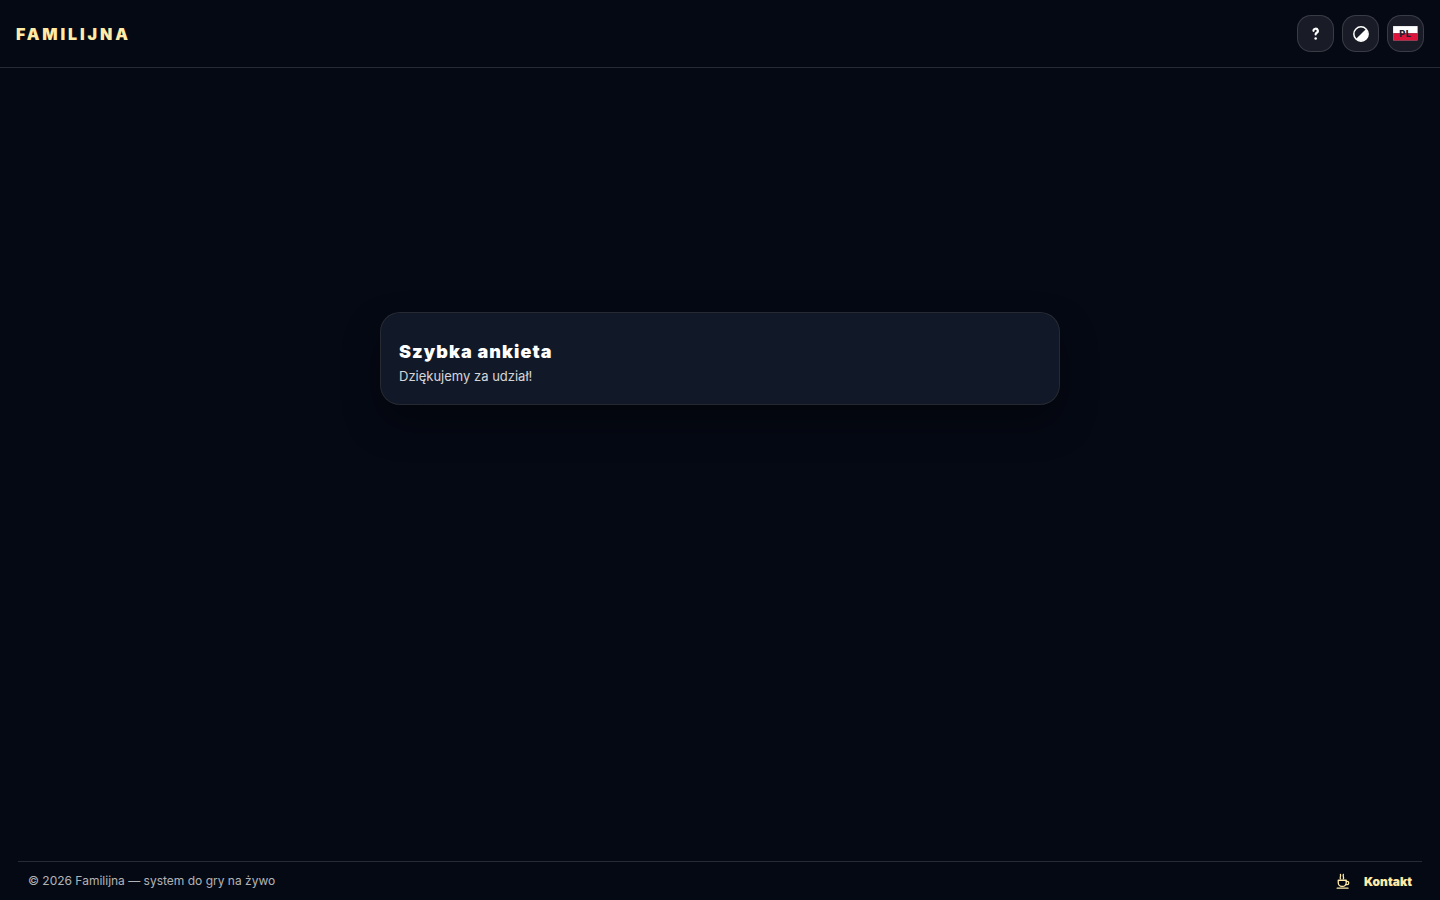 FAMILIJNA
?
PL
Szybka ankieta
Dziękujemy za udział!
© 2026 Familijna — system do gry na żywo
Kontakt